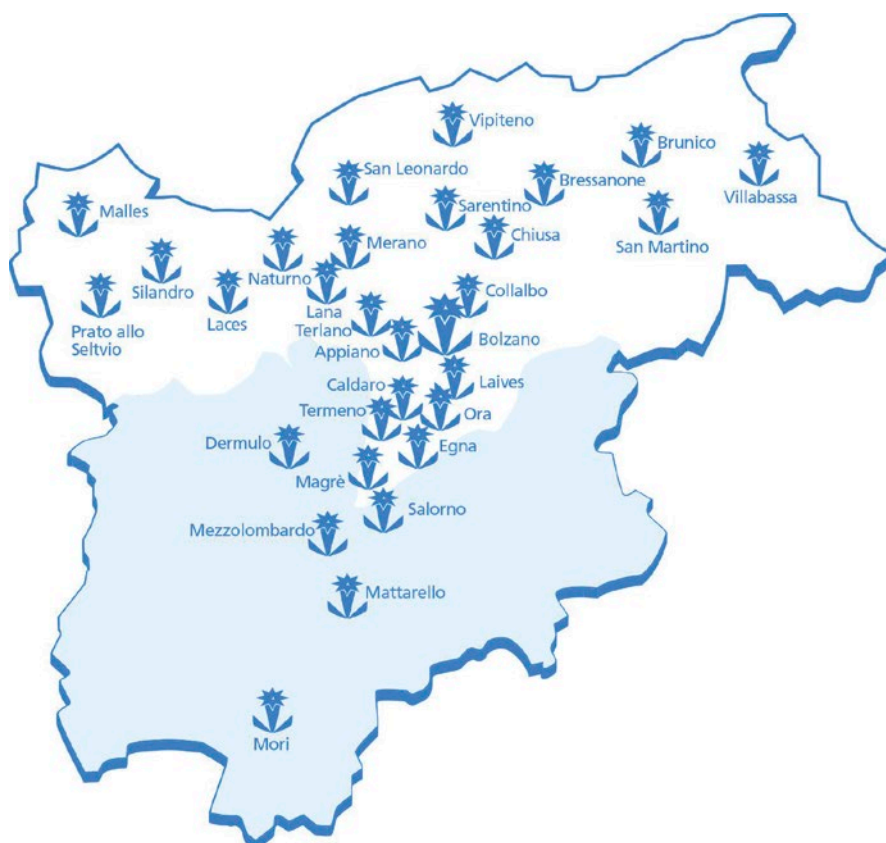 Vipiteno
Brunico
San Leonardo
Bressanone
Villabassa
Sarentino
Malles
Chiusa
San Martino
Merano
Naturno
Silandro
Collalbo
Lana
Laces
Terlano
Prato allo
Seltvio
Bolzano
Appiano
Caldaro
Laives
Termeno
Ora
Dermulo
Egna
Magrè
Salorno
Mezzolombardo
Mattarello
Mori